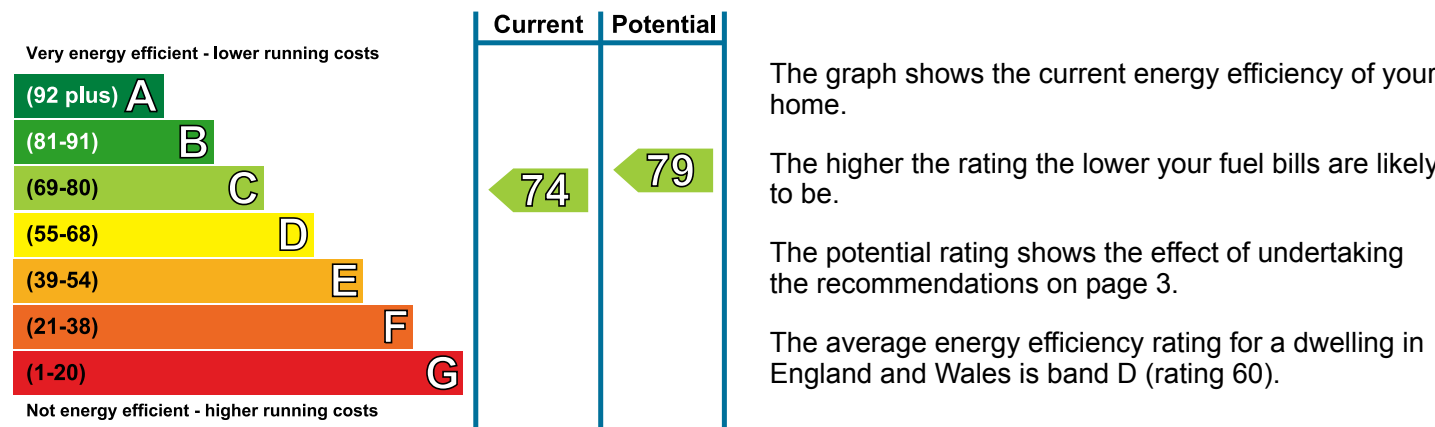 Current Potential
Very energy efficient - lower running costs
(92 plus) A
(81-91) B
(69-80) C
(55-68) D
(39-54) E
(21-38) F
(1-20) G
Not energy efficient - higher running costs
74
79
The graph shows the current energy efficiency of your
home.
The higher the rating the lower your fuel bills are likely
to be.
The potential rating shows the effect of undertaking
the recommendations on page 3.
The average energy efficiency rating for a dwelling in
England and Wales is band D (rating 60).